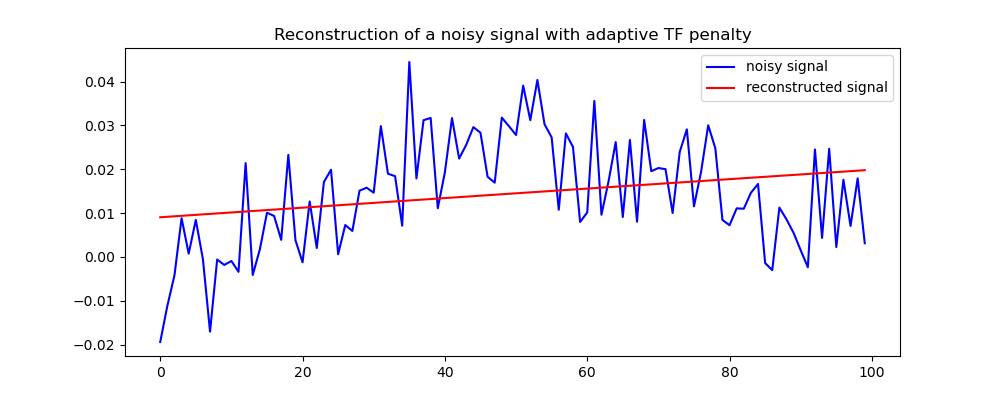 Reconstruction of a noisy signal with adaptive TF penalty
noisy signal
reconstructed signal
0.04
0.03
0.02
0.01
0.00
−0.01
−0.02
0 20 40 60 80 100